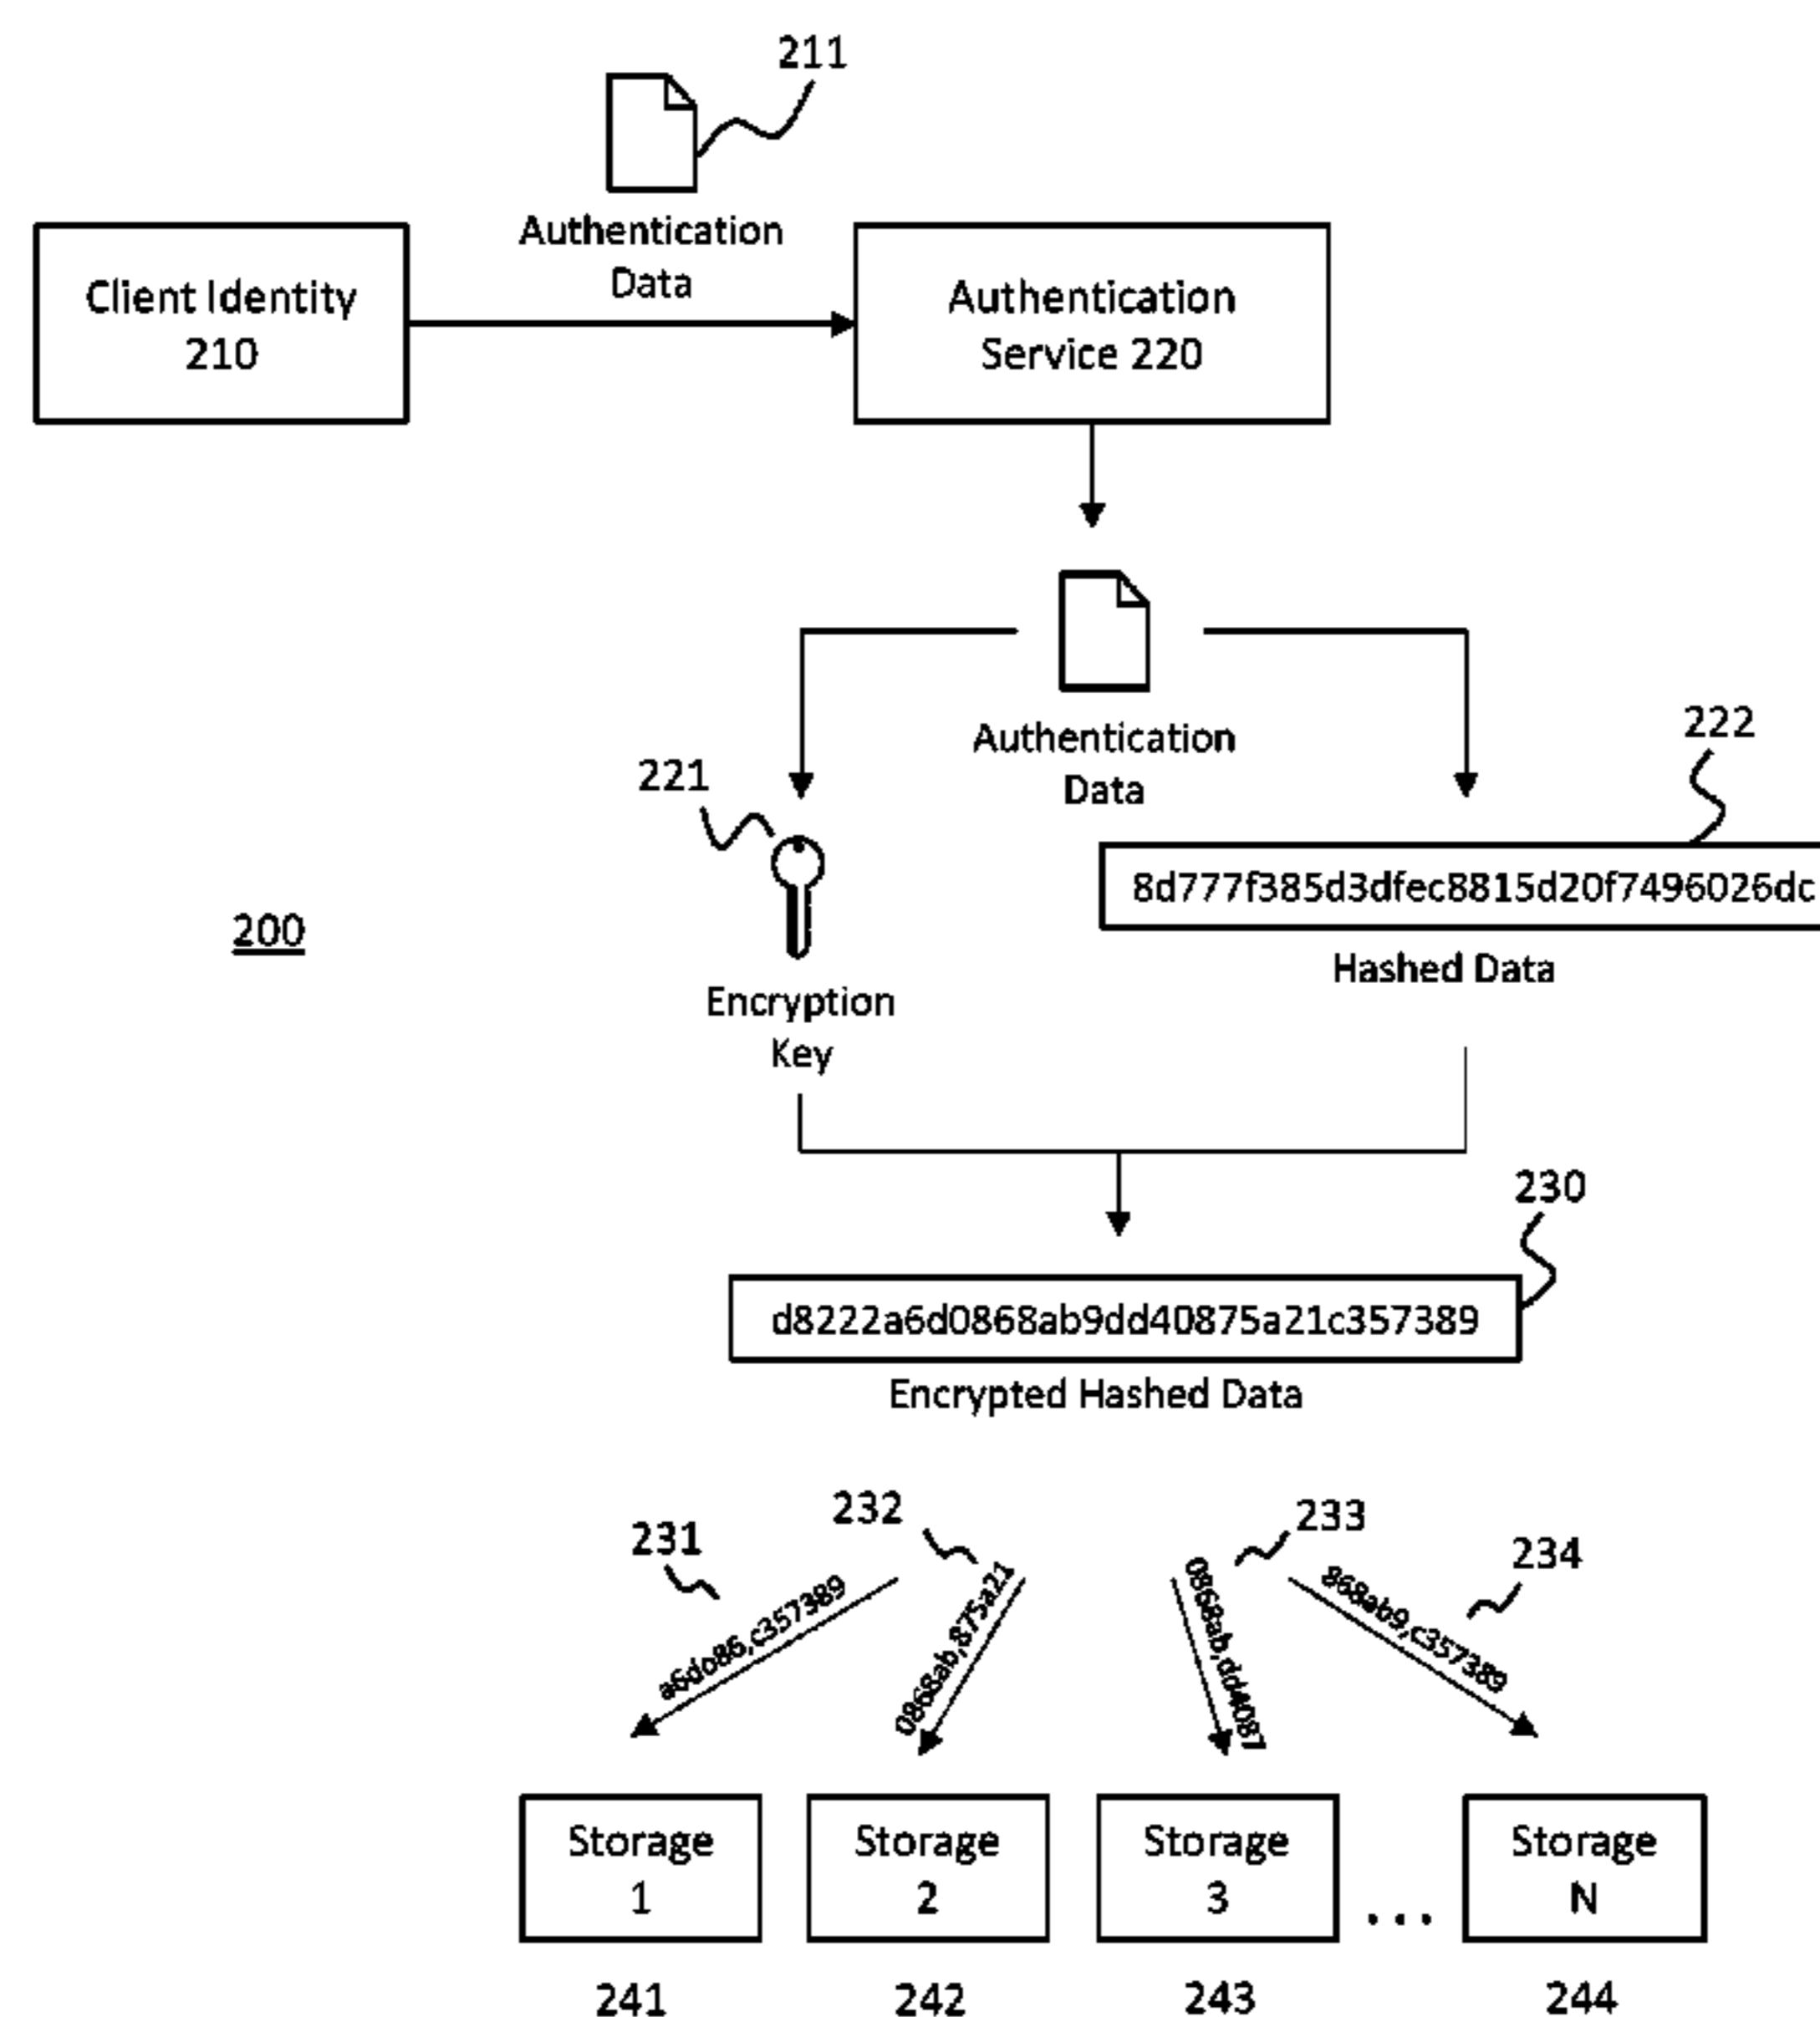 211
Authentication
Data
Client Identity
210
Authentication
Service 220
Authentication
Data
221
222
8d777f385d3dfec8815d20f7496026dc
Hashed Data
200
Encryption
Key
230
d8222a6d0868ab9dd40875a21c357389
Encrypted Hashed Data
231
232
233
234
a6do86,c357389
0868ab,875a21
0868ab,dd4087
868ab9,c357389
Storage
1
Storage
2
Storage
3
...
Storage
N
241
242
243
244